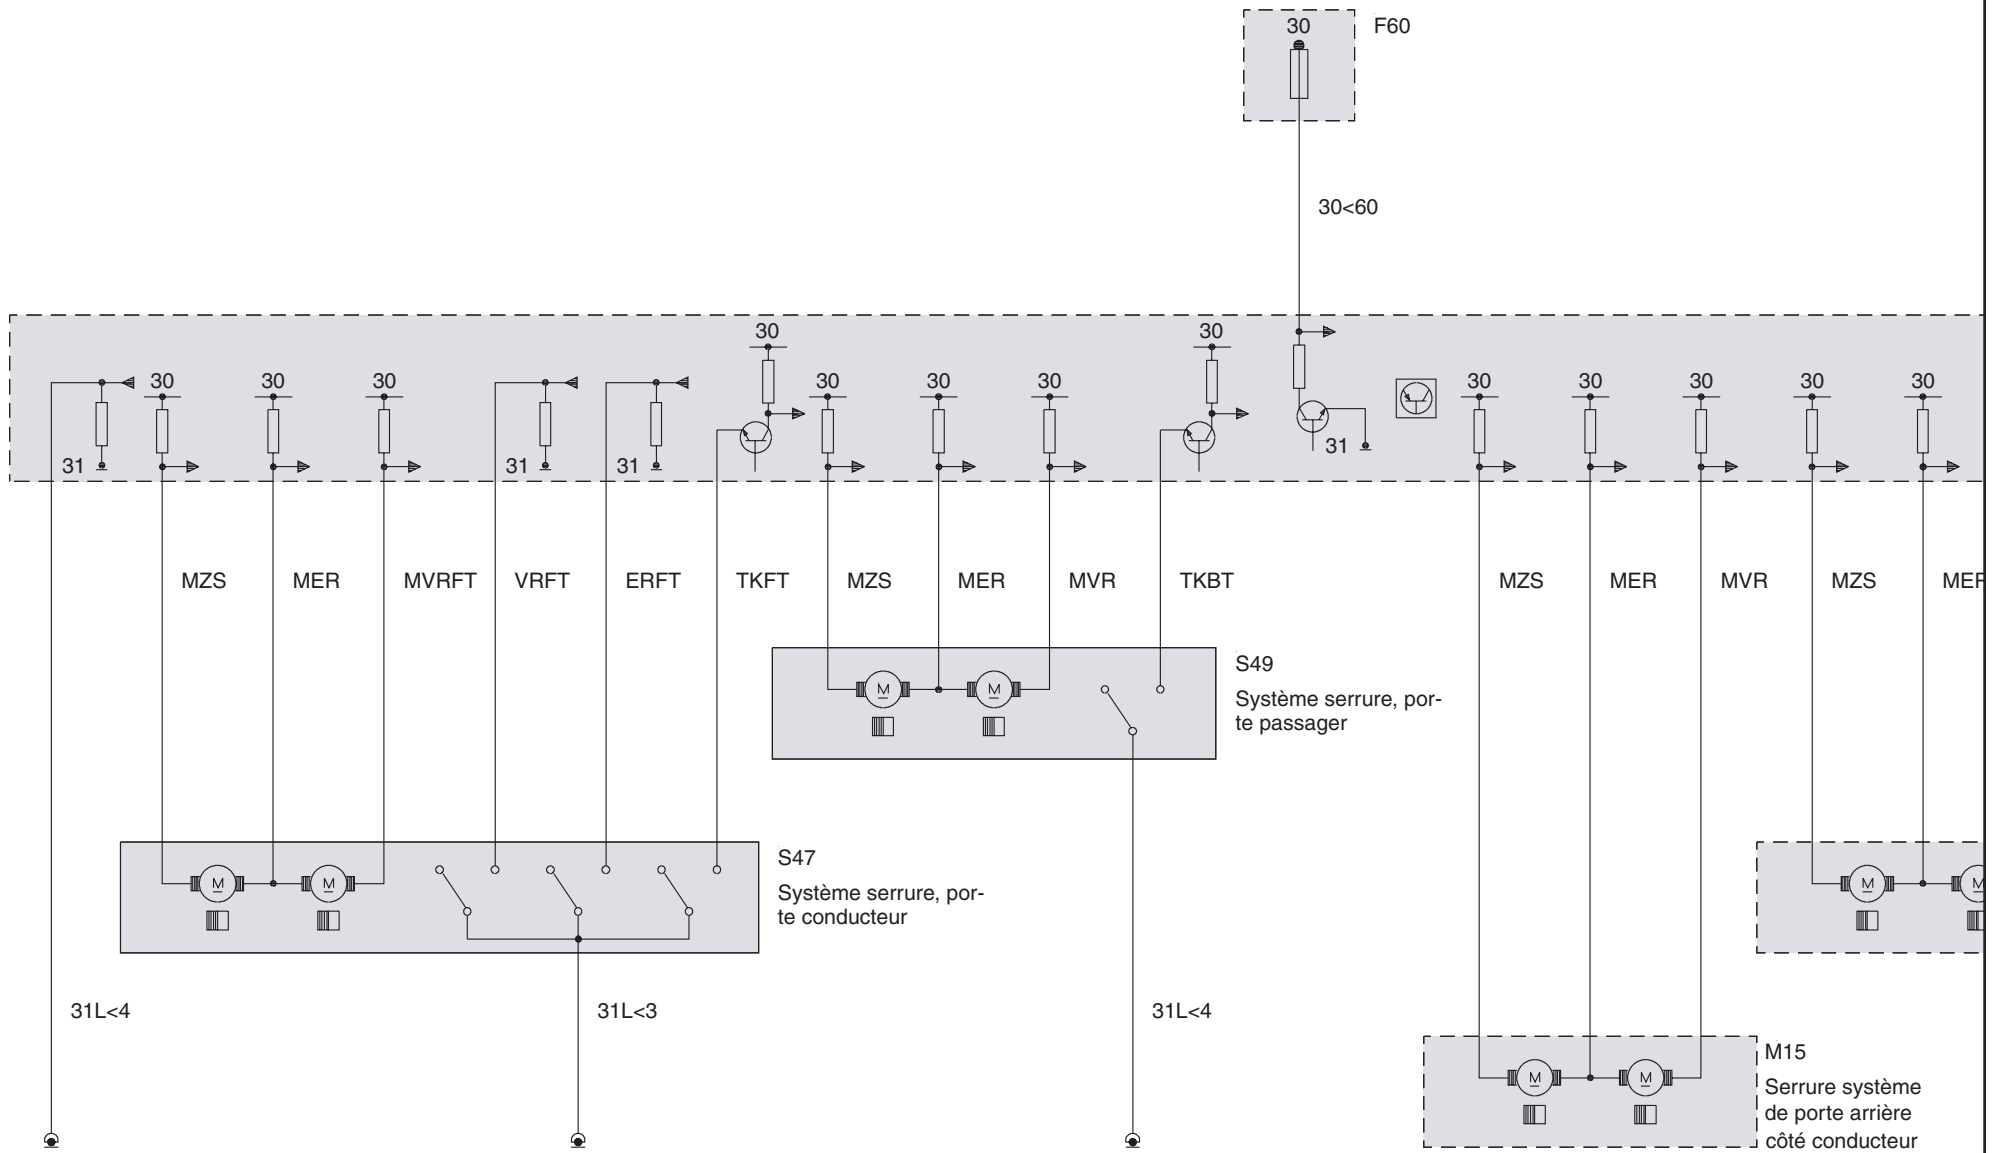 30
F60
30<60
30
30
30
30
30
30
30
30
30
30
30
30
30
30
31
31
31
31
MZS
MER
MVRFT
VRFT
ERFT
TKFT
MZS
MER
MVR
TKBT
MZS
MER
MVR
MZS
S49
M
M
Système serrure, por-
te passager
S47
M
M
Système serrure, por-
te conducteur
M
M
31L<4
31L<3
31L<4
M15
M
M
Serrure système
de porte arrière
côté conducteur